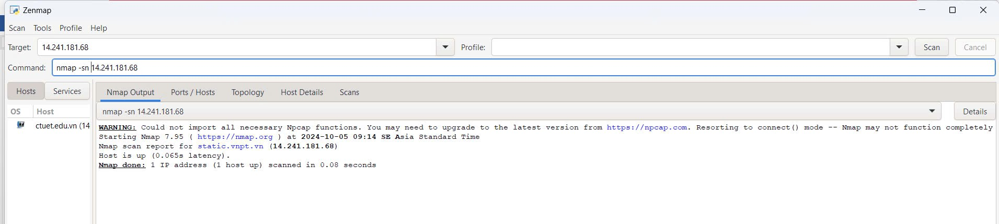 Zenmap
Scan Tools Profile Help
Target: 14.241.181.68 Profile: Scan Cancel
Command: nmap -sn 14.241.181.68
Hosts Services Nmap Output Ports / Hosts Topology Host Details Scans
nmap -sn 14.241.181.68 Details
OS Host
ctuet.edu.vn (14
WARNING: Could not import all necessary Npcap functions. You may need to upgrade to the latest version from https://npcap.com. Resorting to connect() mode -- Nmap may not function completely
Starting Nmap 7.95 ( https://nmap.org ) at 2024-10-05 09:14 SE Asia Standard Time
Nmap scan report for static.vnpt.vn (14.241.181.68)
Host is up (0.065s latency).
Nmap done: 1 IP address (1 host up) scanned in 0.08 seconds